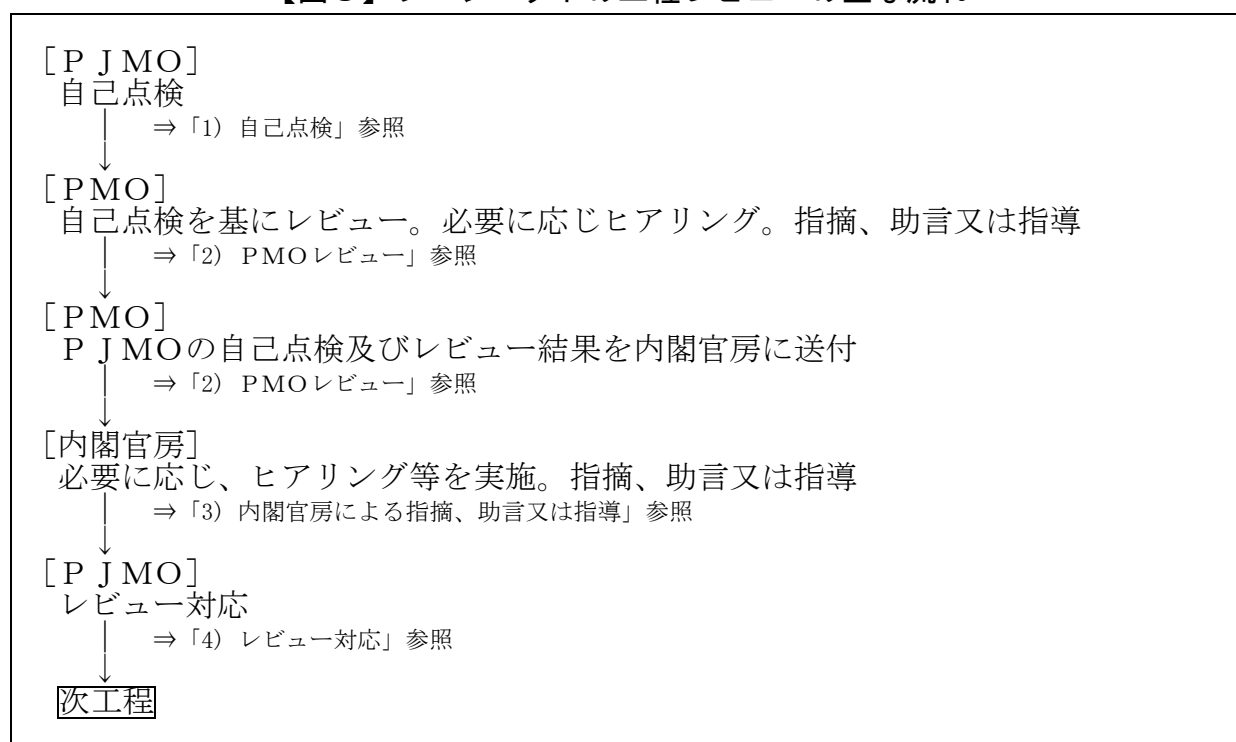 ［ＰＪＭＯ］
自己点検
⇒「1）自己点検」参照
↓
［ＰＭＯ］
自己点検を基にレビュー。必要に応じヒアリング。指摘、助言又は指導
⇒「2）ＰＭＯレビュー」参照
↓
［ＰＭＯ］
ＰＪＭＯの自己点検及びレビュー結果を内閣官房に送付
⇒「2）ＰＭＯレビュー」参照
↓
［内閣官房］
必要に応じ、ヒアリング等を実施。指摘、助言又は指導
⇒「3）内閣官房による指摘、助言又は指導」参照
↓
［ＰＪＭＯ］
レビュー対応
⇒「4）レビュー対応」参照
↓
次工程